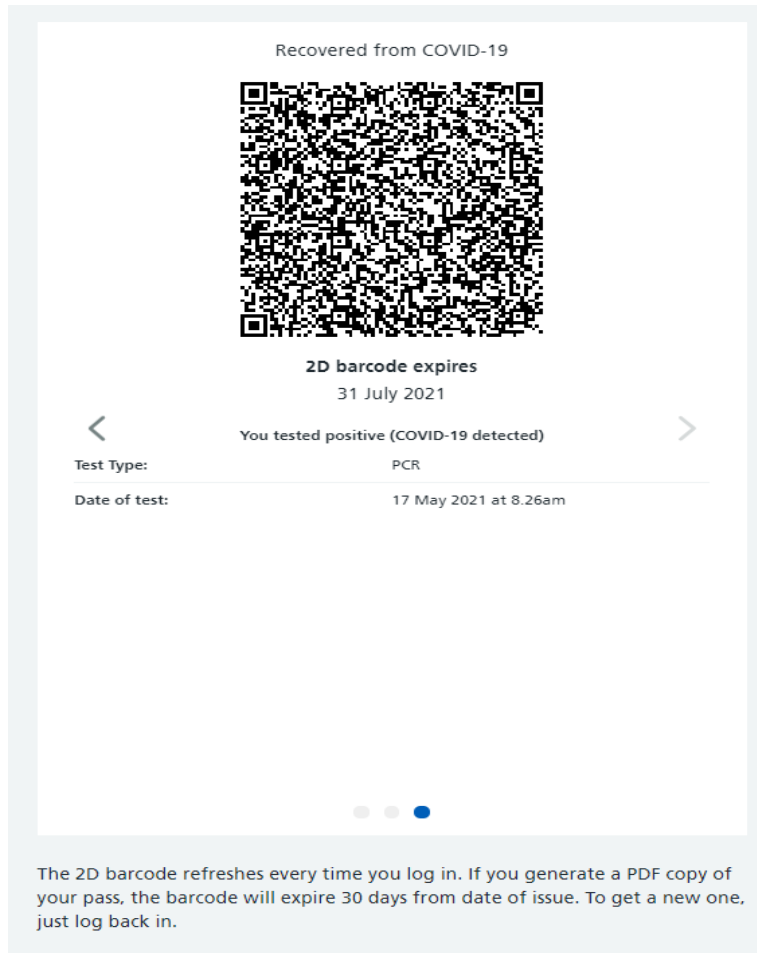 Recovered from COVID-19
2D barcode expires
31 July 2021
You tested positive (COVID-19 detected)
Test Type: PCR
Date of test: 17 May 2021 at 8.26am
The 2D barcode refreshes every time you log in. If you generate a PDF copy of
your pass, the barcode will expire 30 days from date of issue. To get a new one,
just log back in.